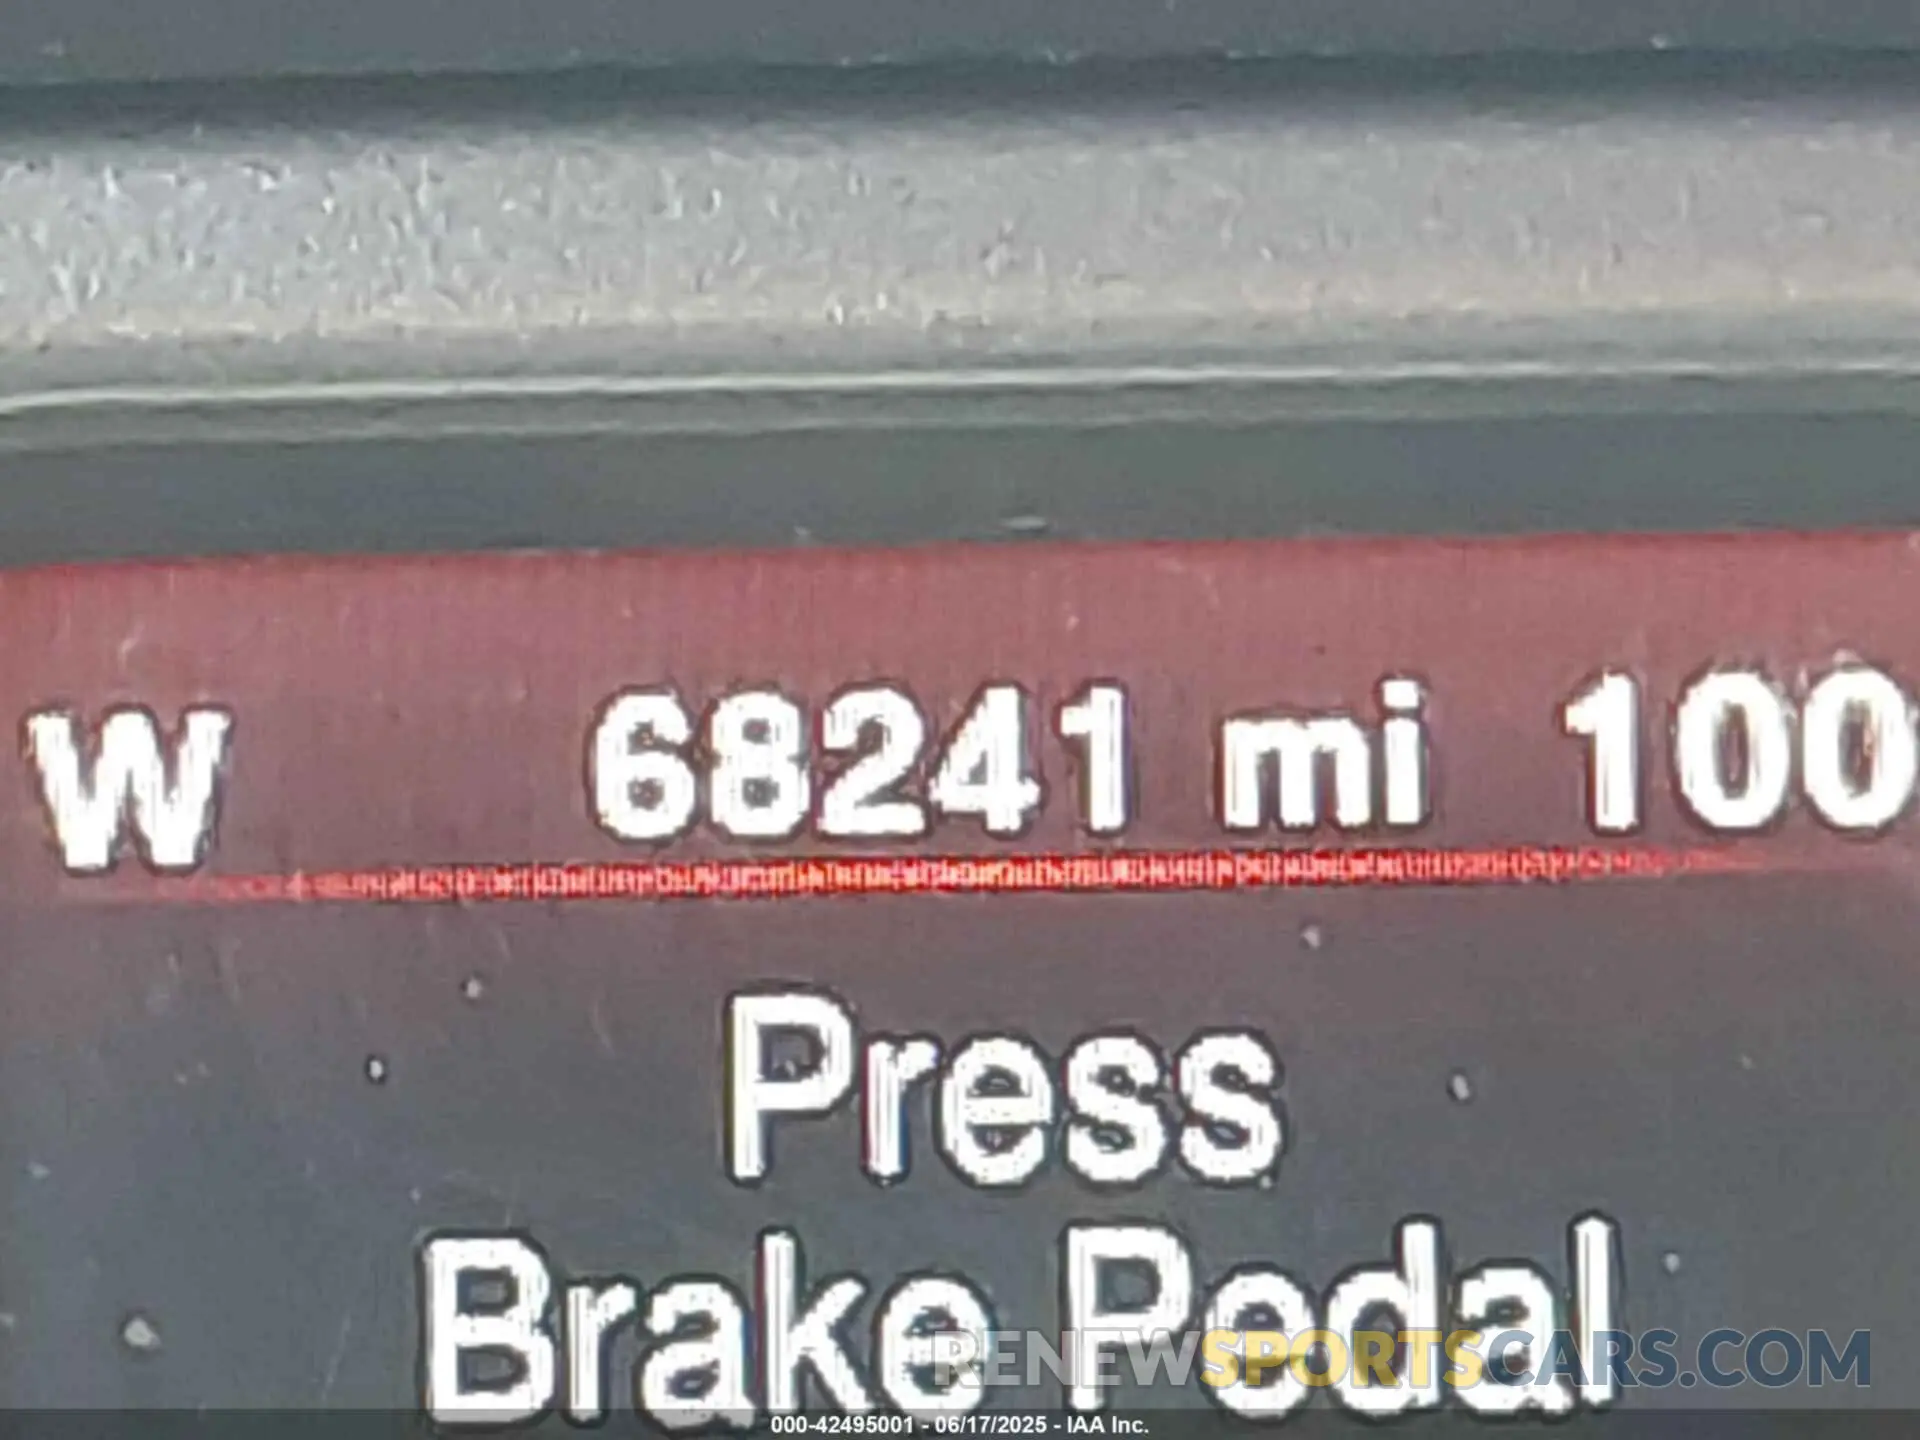 W 68241 mi 100
Press
Brake Pedal
RENEWSPORTSCARS.COM
000-42495001 - 06/17/2025 - IAA Inc.